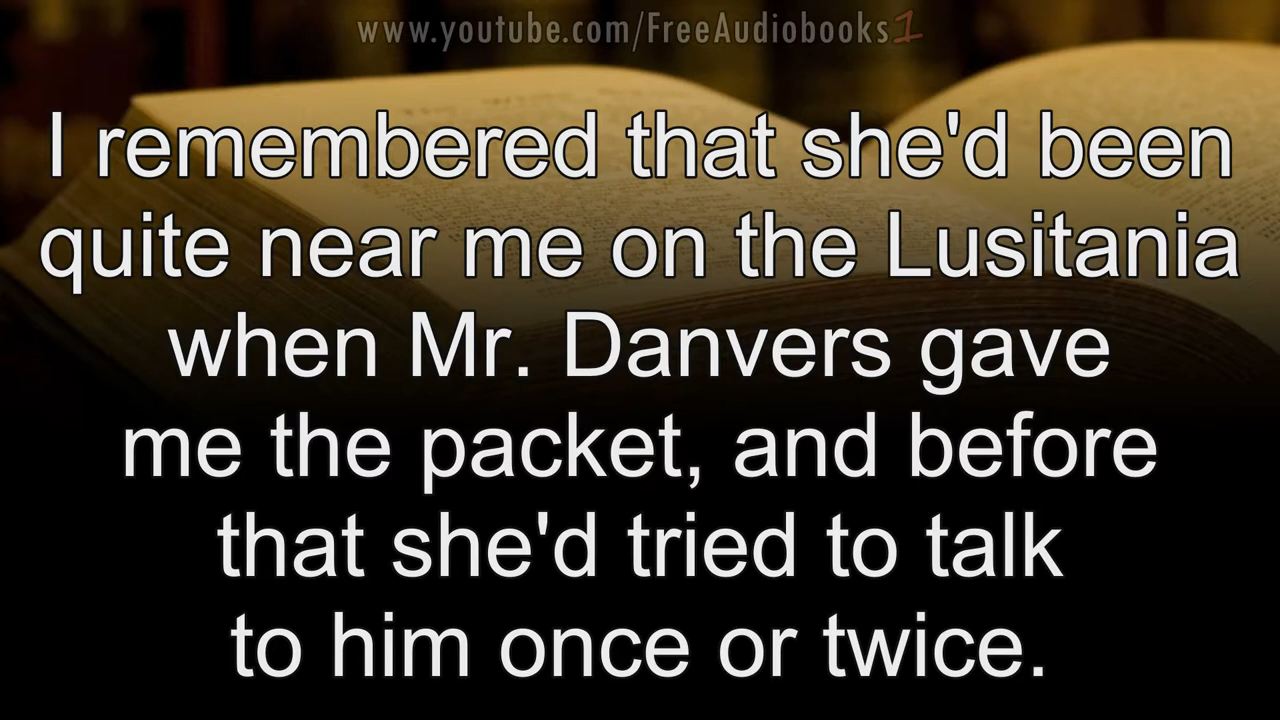 www.youtube.com/FreeAudiobooks1
I remembered that she'd been
quite near me on the Lusitania
when Mr. Danvers gave
me the packet, and before
that she'd tried to talk
to him once or twice.